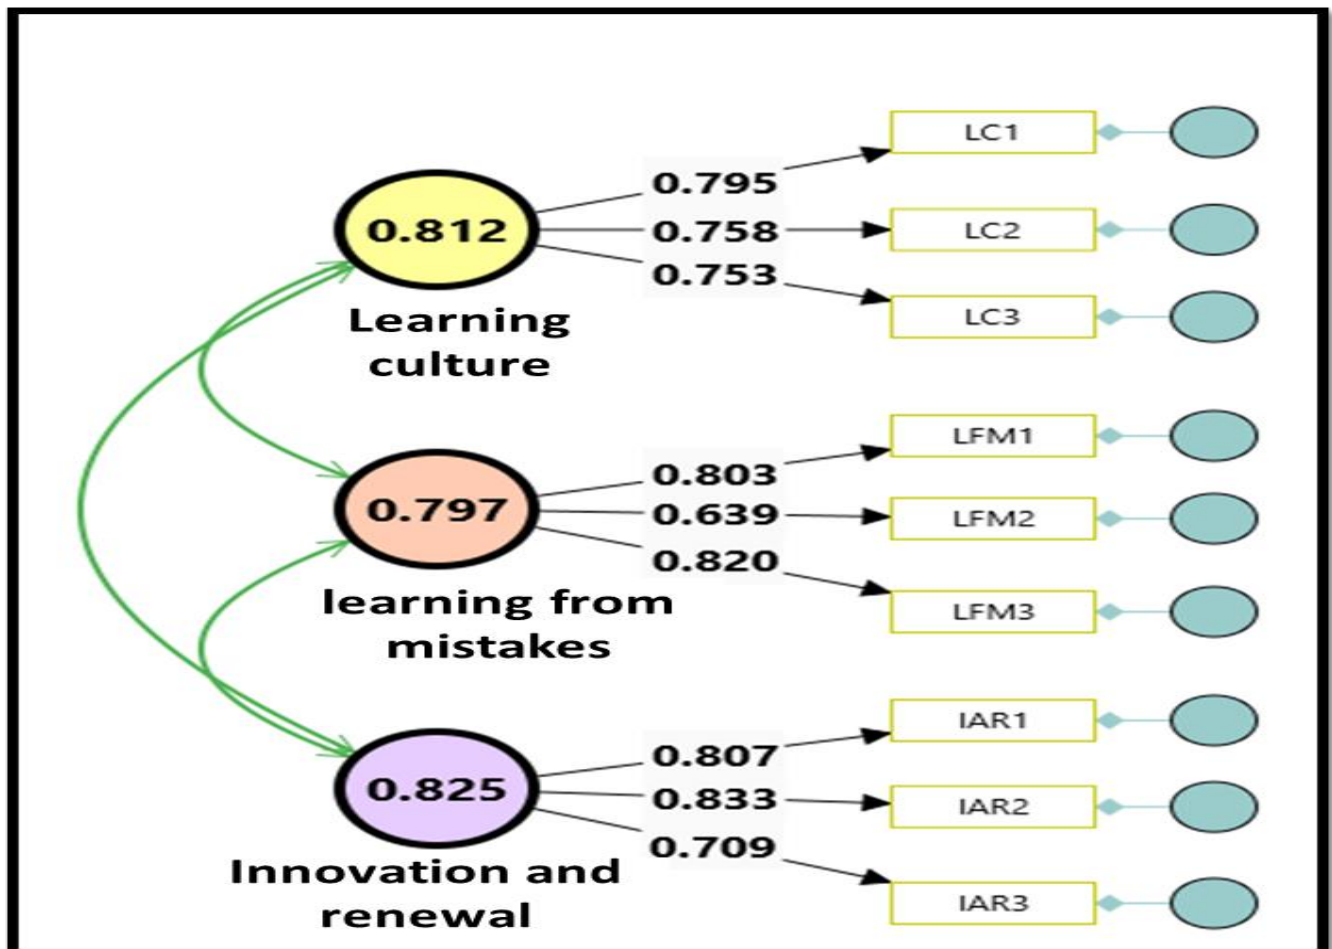 LC1
0.795
0.812
0.758
LC2
0.753
LC3
Learning
culture
LFM1
0.803
0.797
0.639
LFM2
0.820
LFM3
learning from
mistakes
IAR1
0.807
0.825
0.833
IAR2
0.709
IAR3
Innovation and
renewal